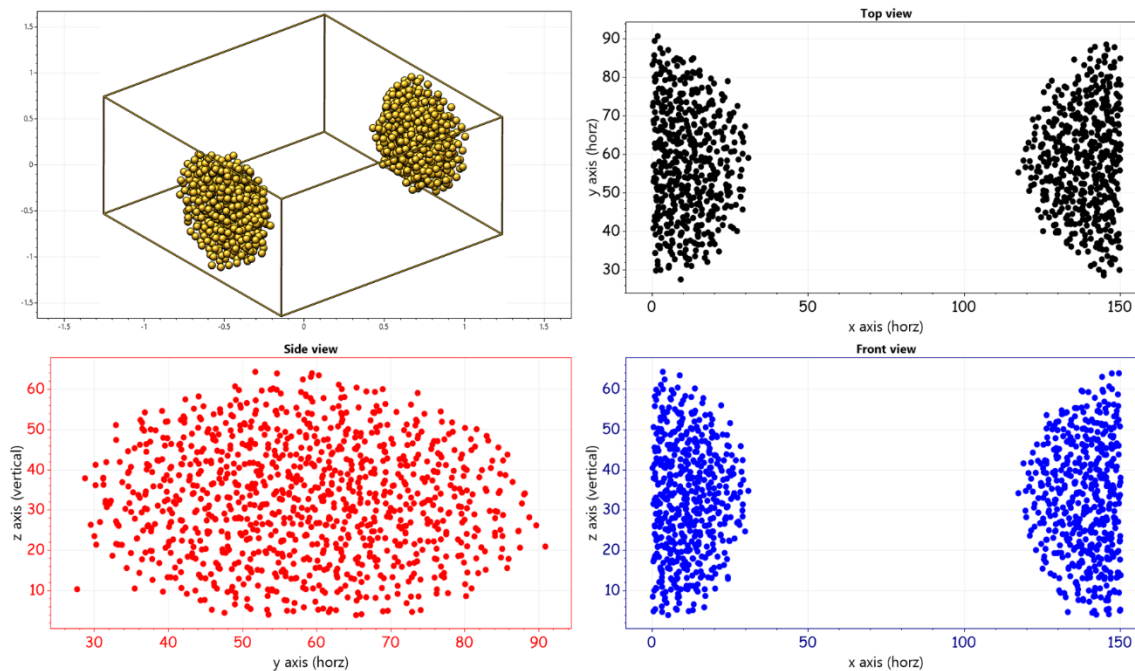 1.5
1
0.5
0
-0.5
-1
-1.5
-1.5 -1 -0.5 0 0.5 1 1.5
Top view
y axis (horz)
90
80
70
60
50
40
30
0 50 100 150
x axis (horz)
Side view
z axis (vertical)
60
50
40
30
20
10
30 40 50 60 70 80 90
y axis (horz)
Front view
z axis (vertical)
60
50
40
30
20
10
0 50 100 150
x axis (horz)